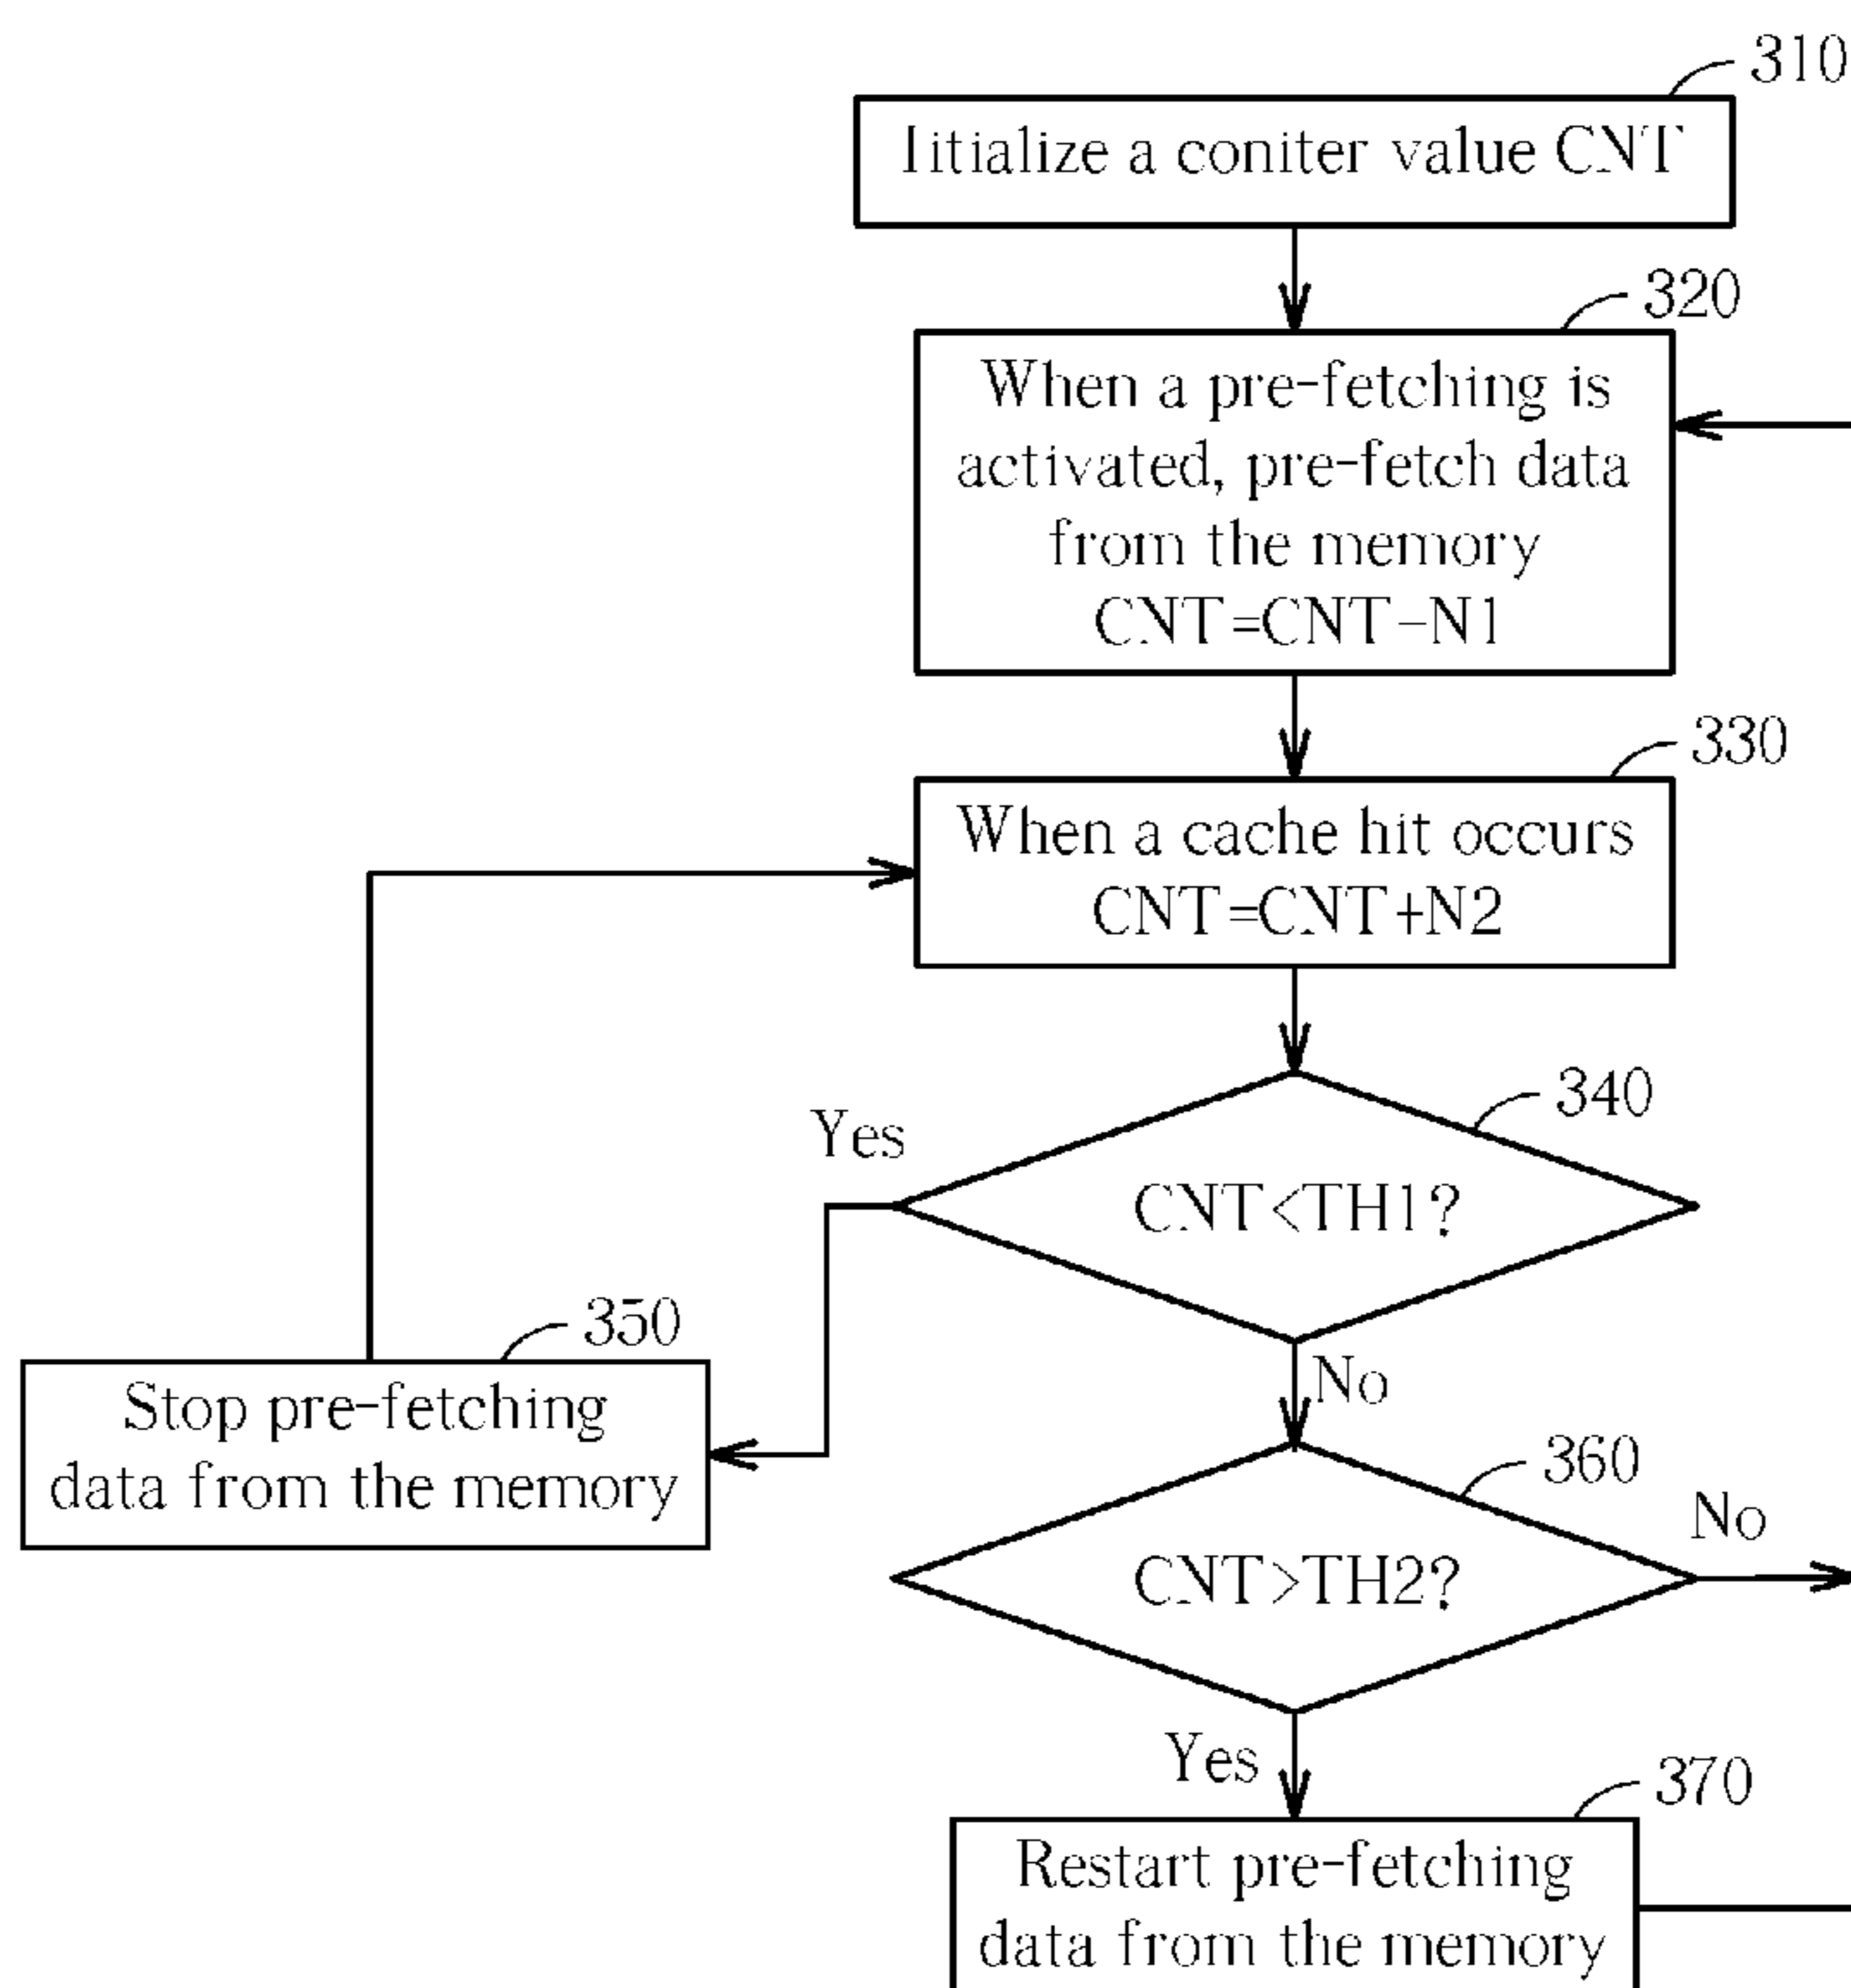 310
Iitialize a coniter value CNT
320
When a pre-fetching is
activated, pre-fetch data
from the memory
CNT=CNT-N1
330
When a cache hit occurs
CNT=CNT+N2
340
Yes
CNT<TH1?
350
Stop pre-fetching
data from the memory
No
360
No
CNT>TH2?
Yes
370
Restart pre-fetching
data from the memory